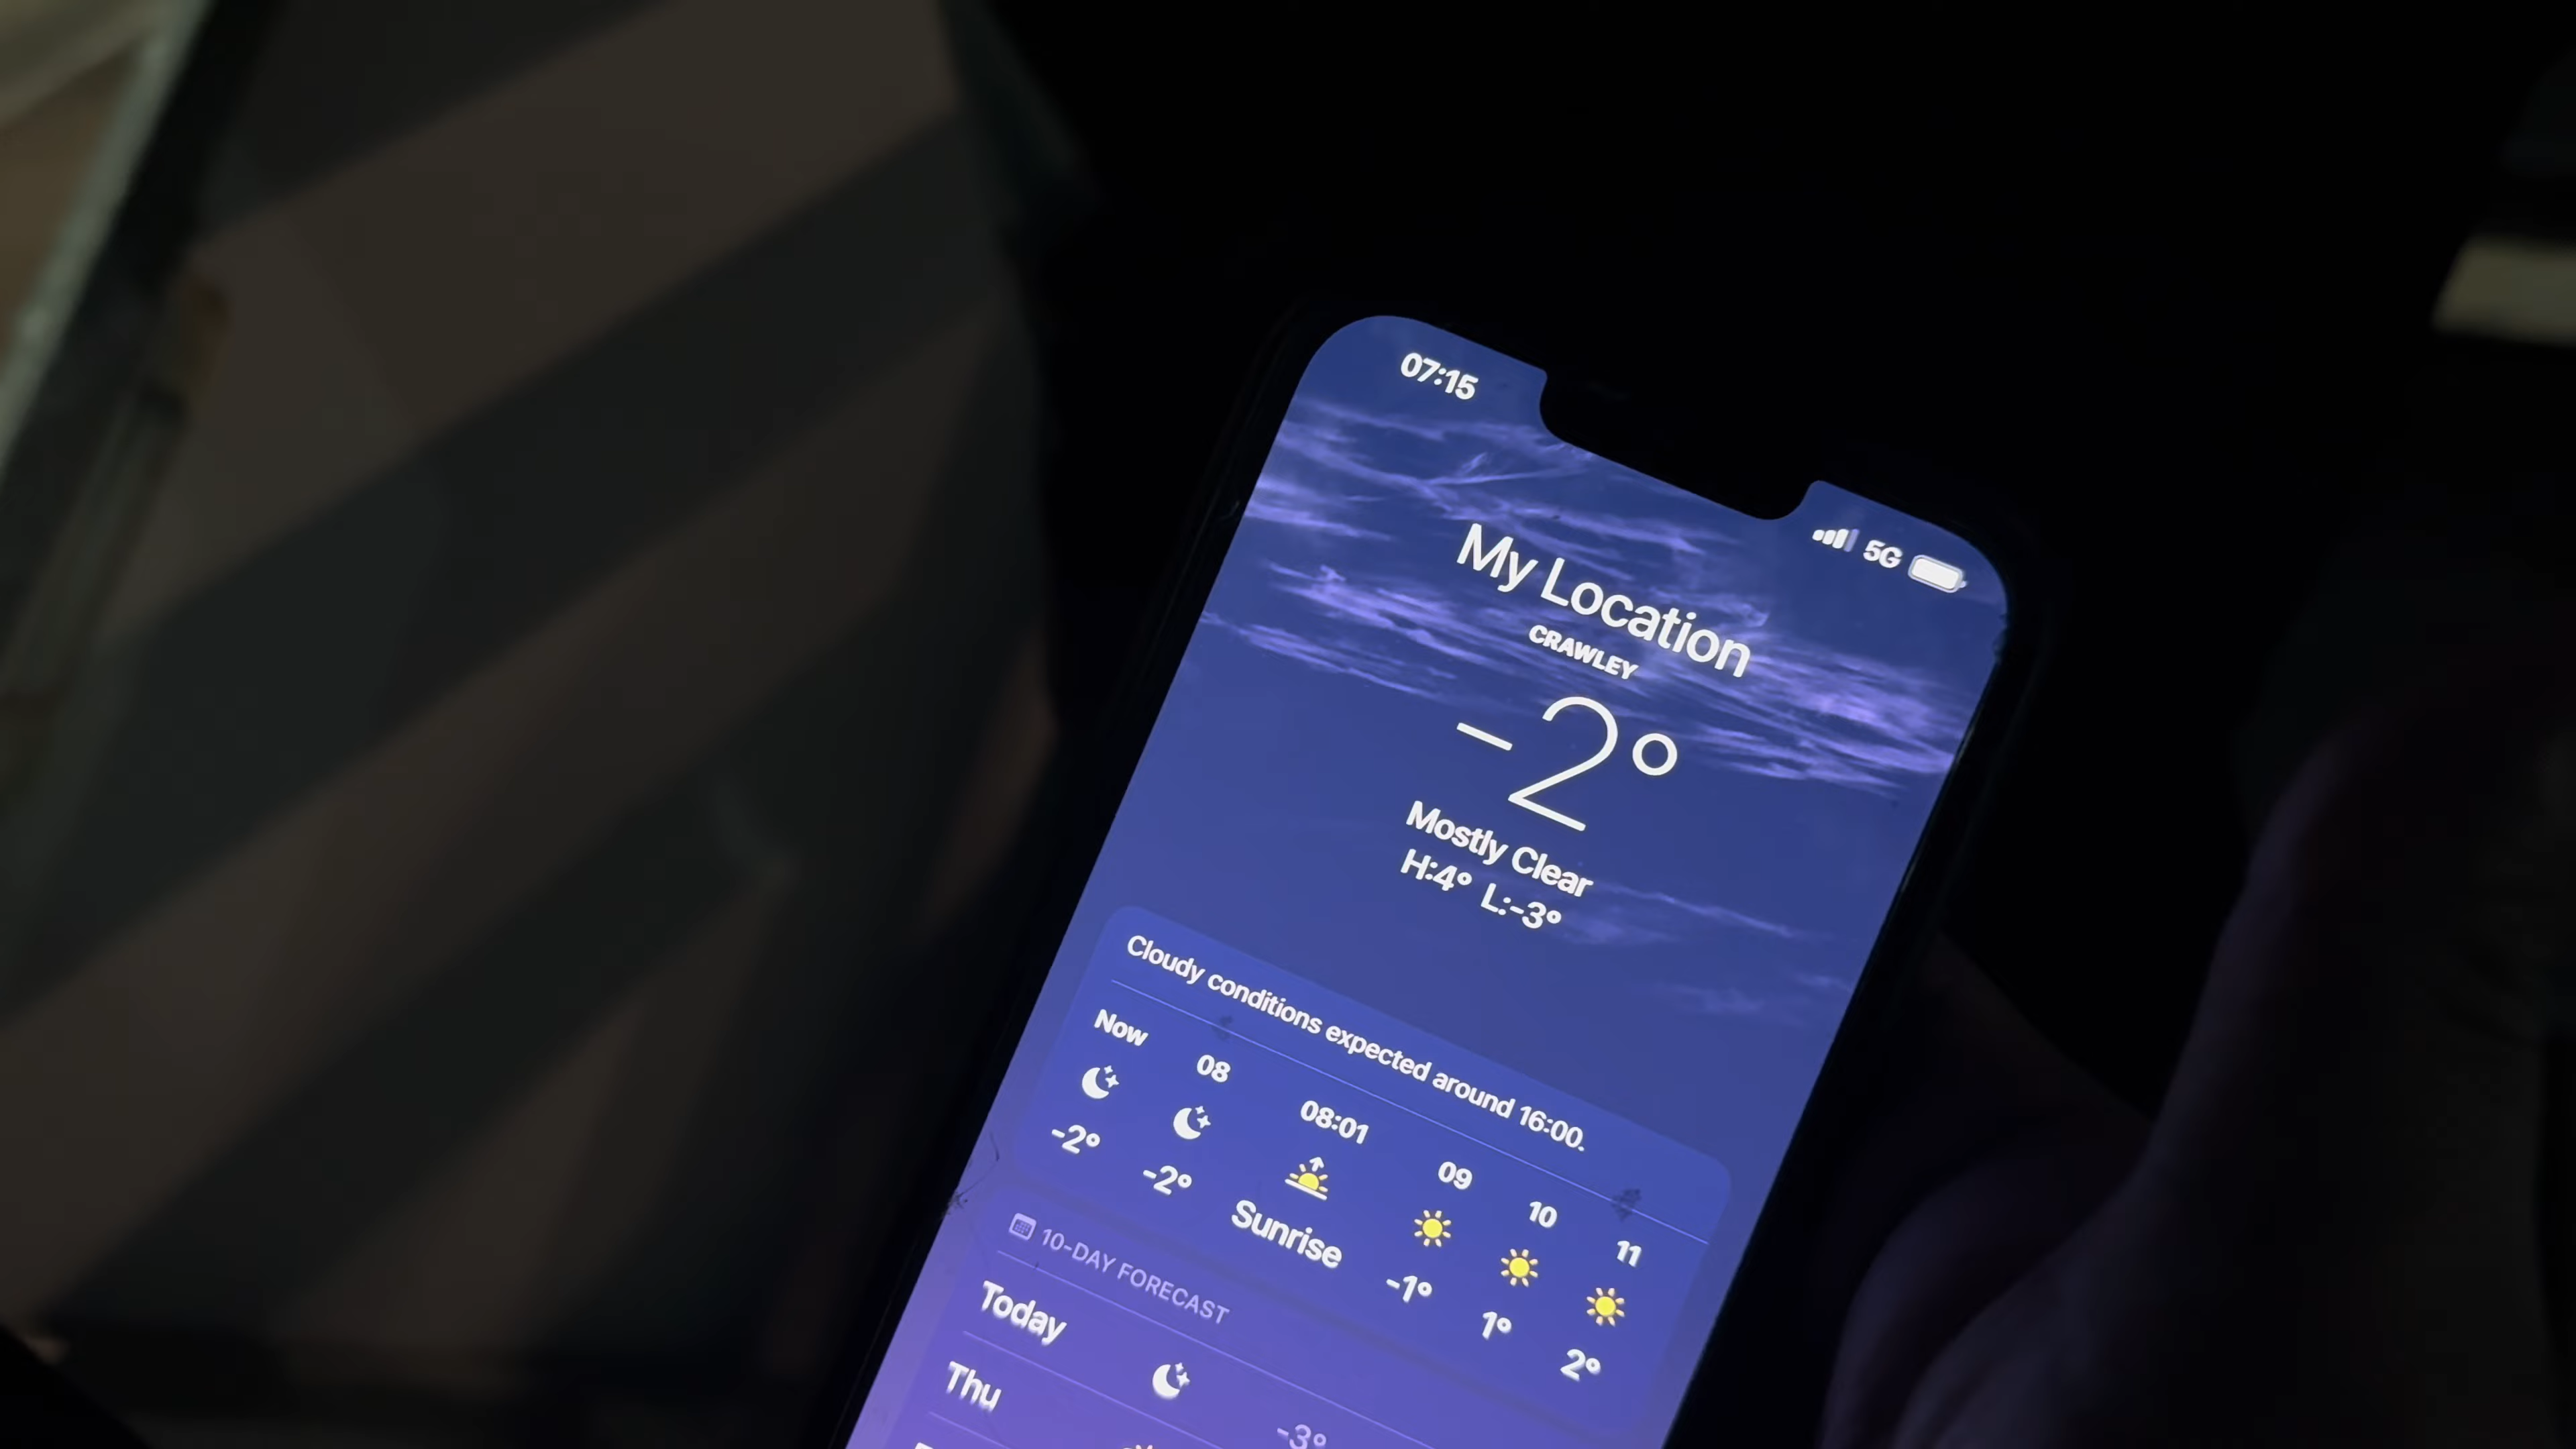 07:15
5G
My Location
CRAWLEY
-2°
Mostly Clear
H:4° L:-3°
Cloudy conditions expected around 16:00.
Now 08 08:01 09 10 11
-2° -2° Sunrise -1° 1° 2°
10-DAY FORECAST
Today -3°
Thu